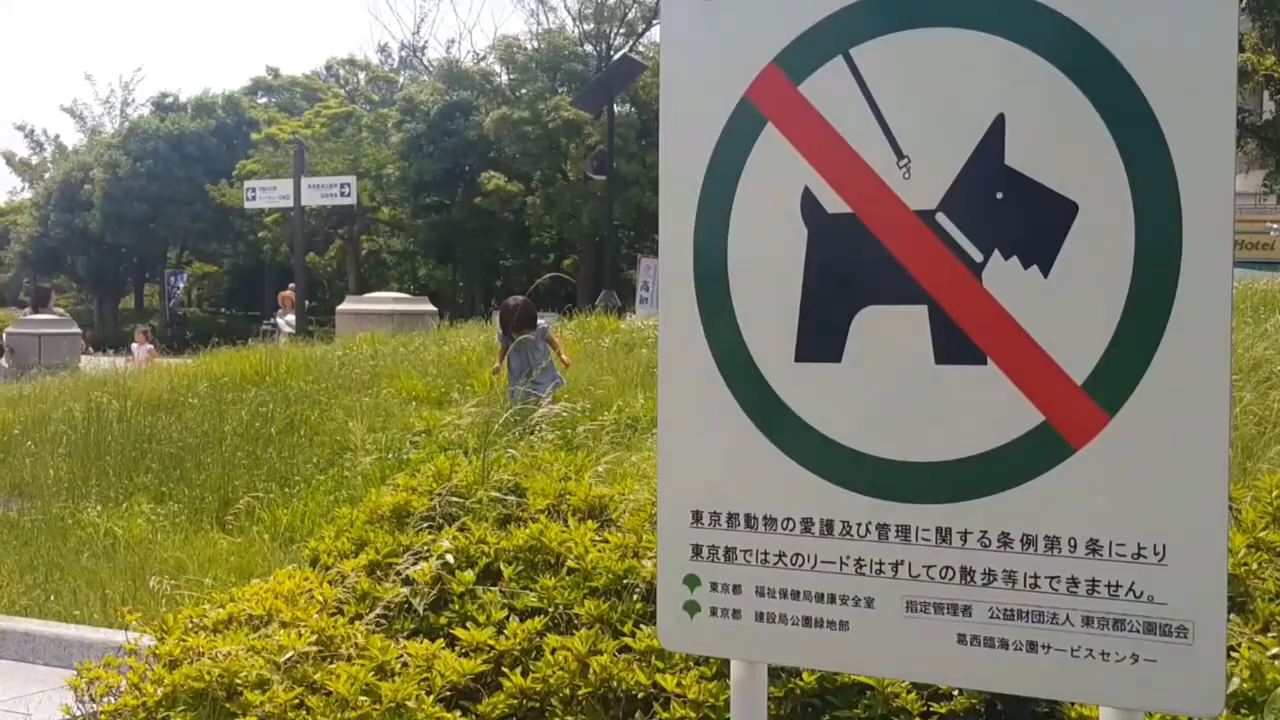 東京都動物の愛護及び管理に関する条例第9条により
東京都では犬のリードをはずしての散歩等はできません。
東京都 福祉保健局健康安全室
東京都 建設局公園緑地部
指定管理者 公益財団法人 東京都公園協会
葛西臨海公園サービスセンター
Hotel